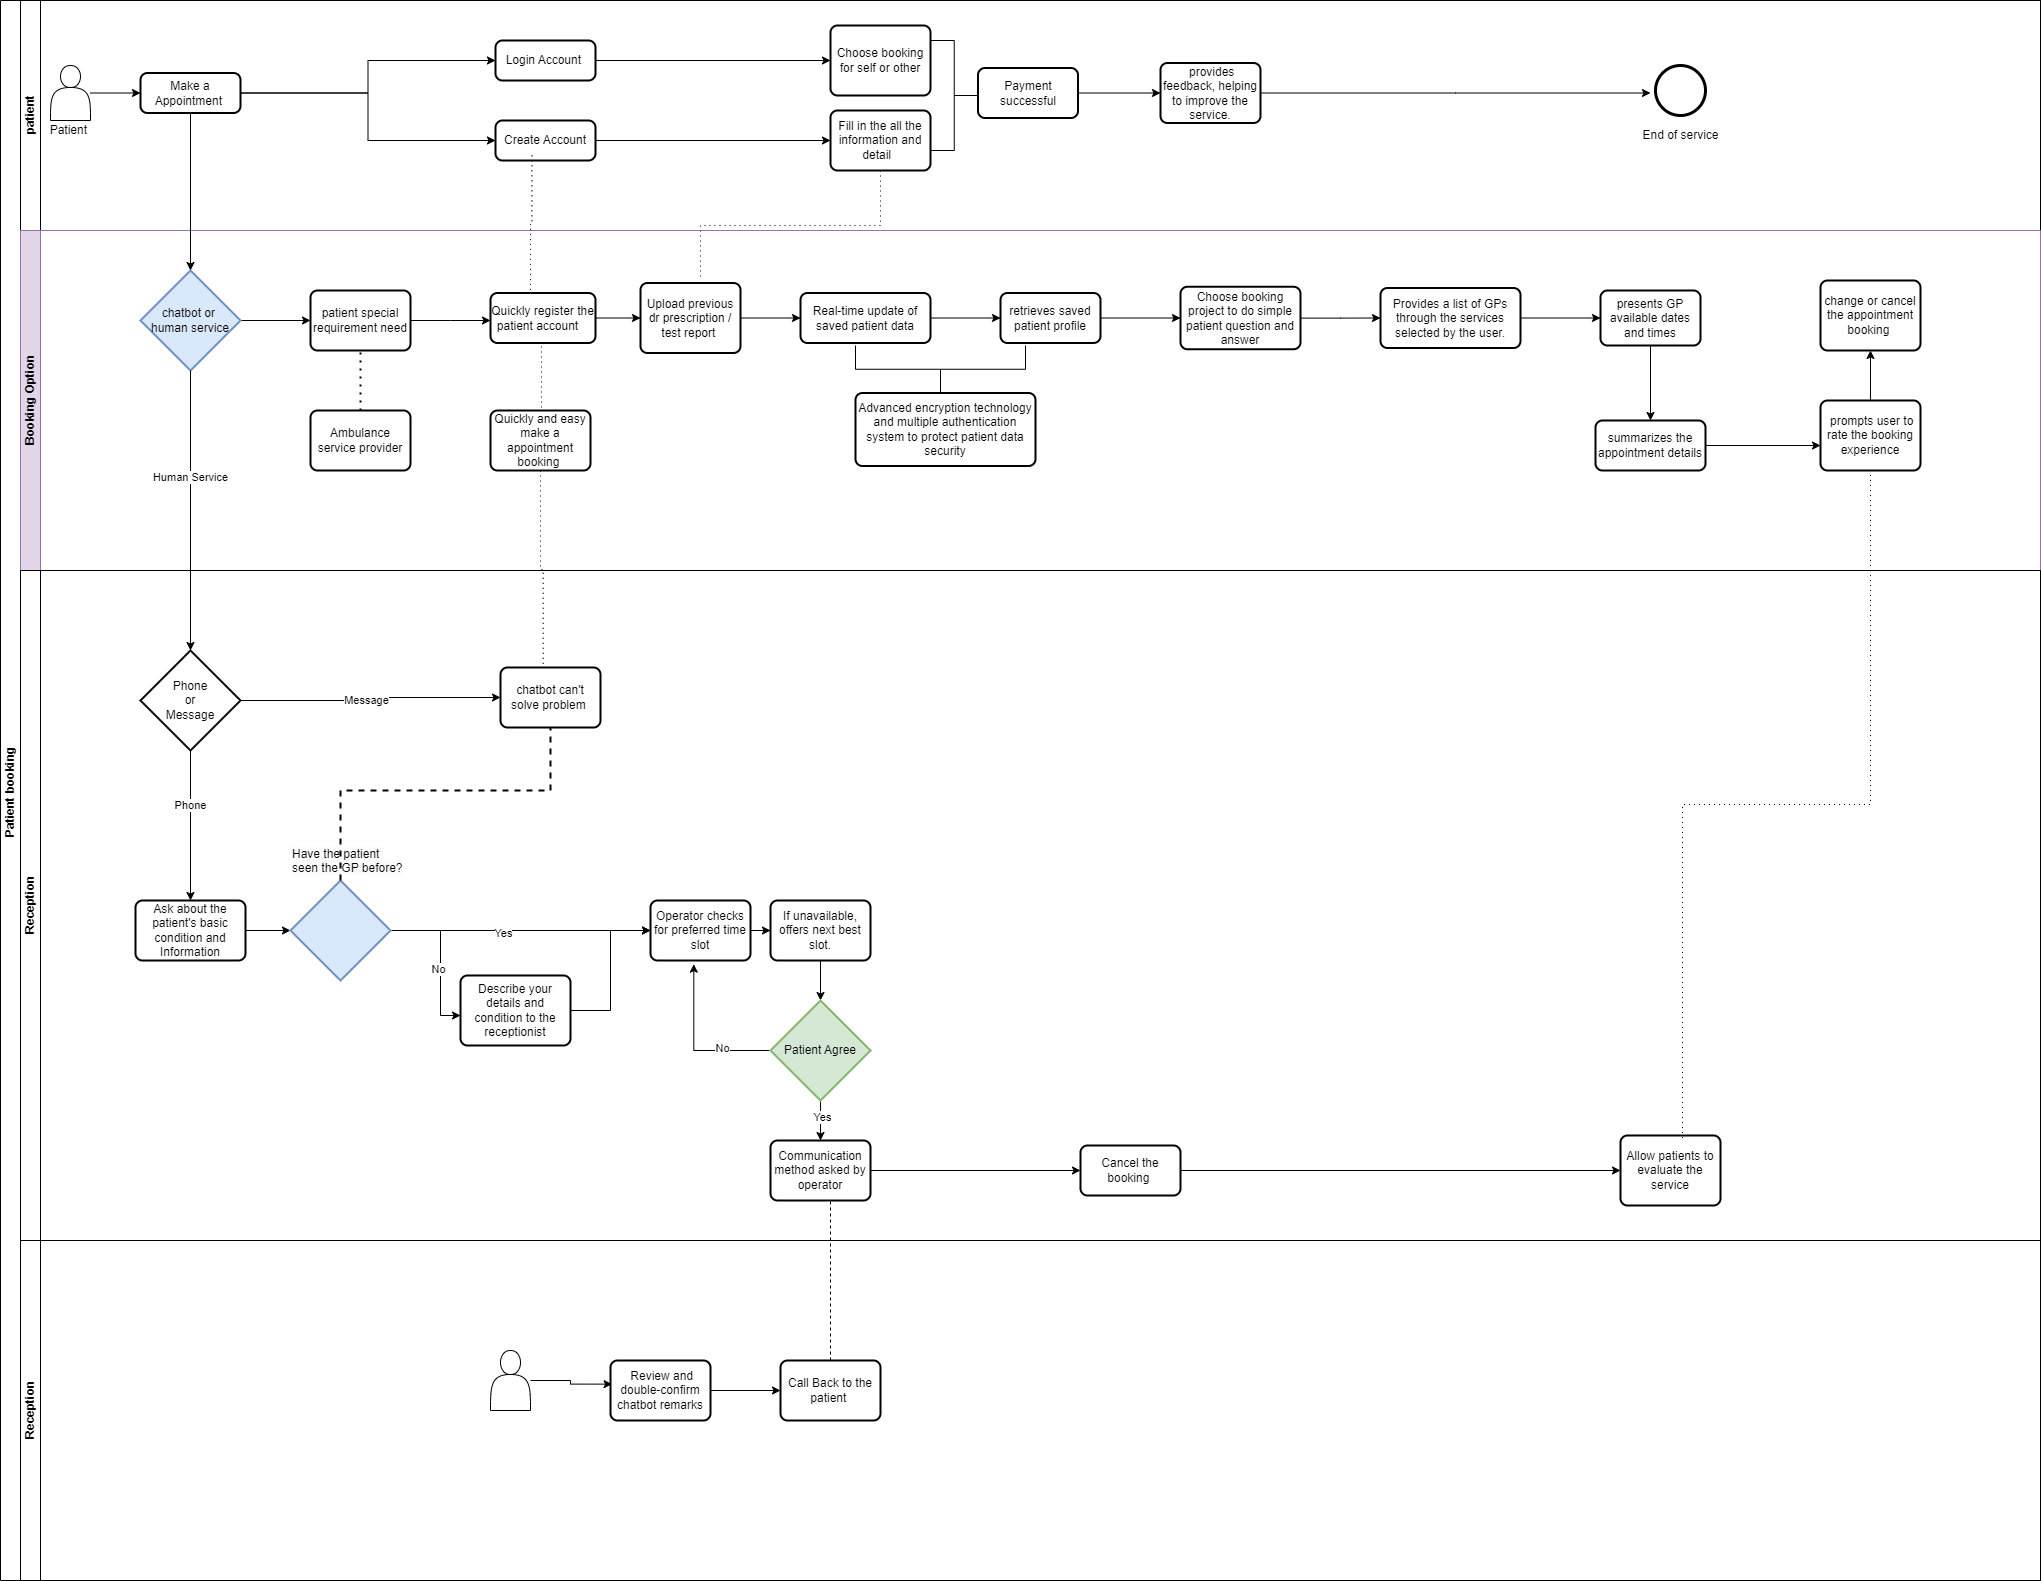 Patient booking
patient
Patient
Make a
Appointment
Login Account
Create Account
Choose booking
for self or other
Fill in the all the
information and
detail
Payment
successful
provides
feedback, helping
to improve the
service.
End of service
Booking Option
chatbot or
human service
patient special
requirement need
Quickly register the
patient account
Upload previous
dr prescription /
test report
Real-time update of
saved patient data
retrieves saved
patient profile
Choose booking
project to do simple
patient question and
answer
Provides a list of GPs
through the services
selected by the user.
presents GP
available dates
and times
change or cancel
the appointment
booking
Ambulance
service provider
Quickly and easy
make a
appointment
booking
Advanced encryption technology
and multiple authentication
system to protect patient data
security
summarizes the
appointment details
prompts user to
rate the booking
experience
Human Service
Reception
Phone
or
Message
Message
chatbot can't
solve problem
Phone
Have the patient
seen the GP before?
Ask about the
patient's basic
condition and
Information
Yes
No
Describe your
details and
condition to the
receptionist
Operator checks
for preferred time
slot
If unavailable,
offers next best
slot.
No
Patient Agree
Yes
Communication
method asked by
operator
Cancel the
booking
Allow patients to
evaluate the
service
Reception
Review and
double-confirm
chatbot remarks
Call Back to the
patient